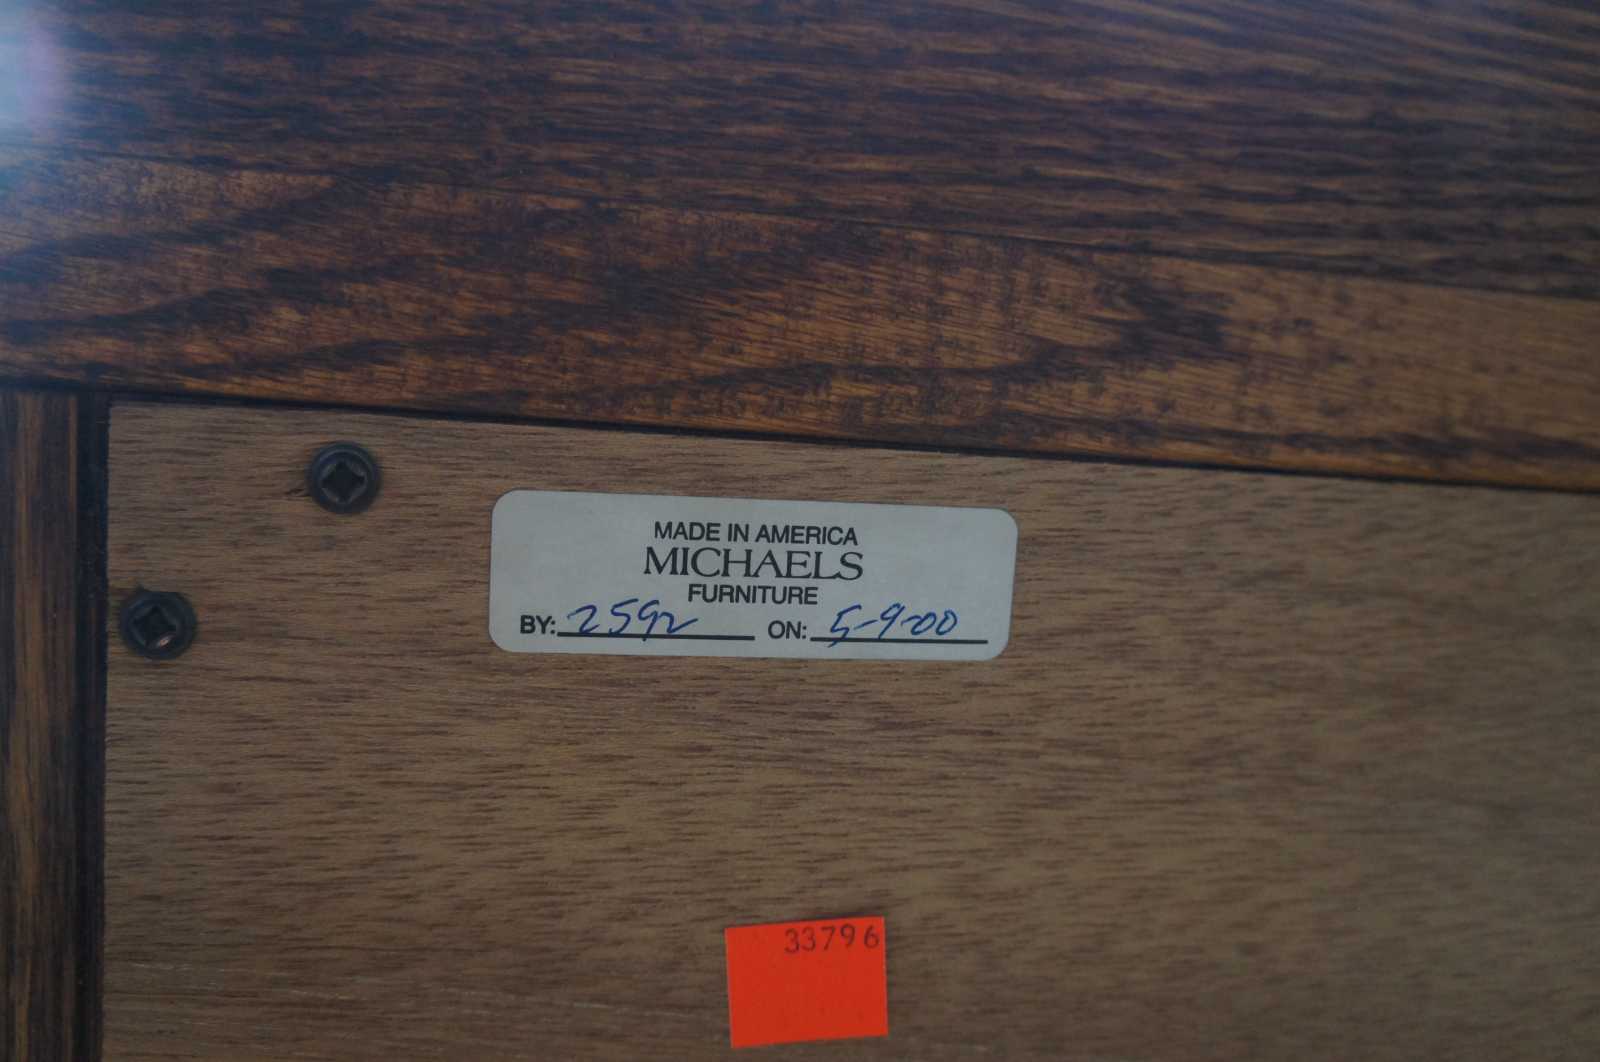 MADE IN AMERICA
MICHAELS
FURNITURE
BY: 2592 ON: 5-9-00
33796